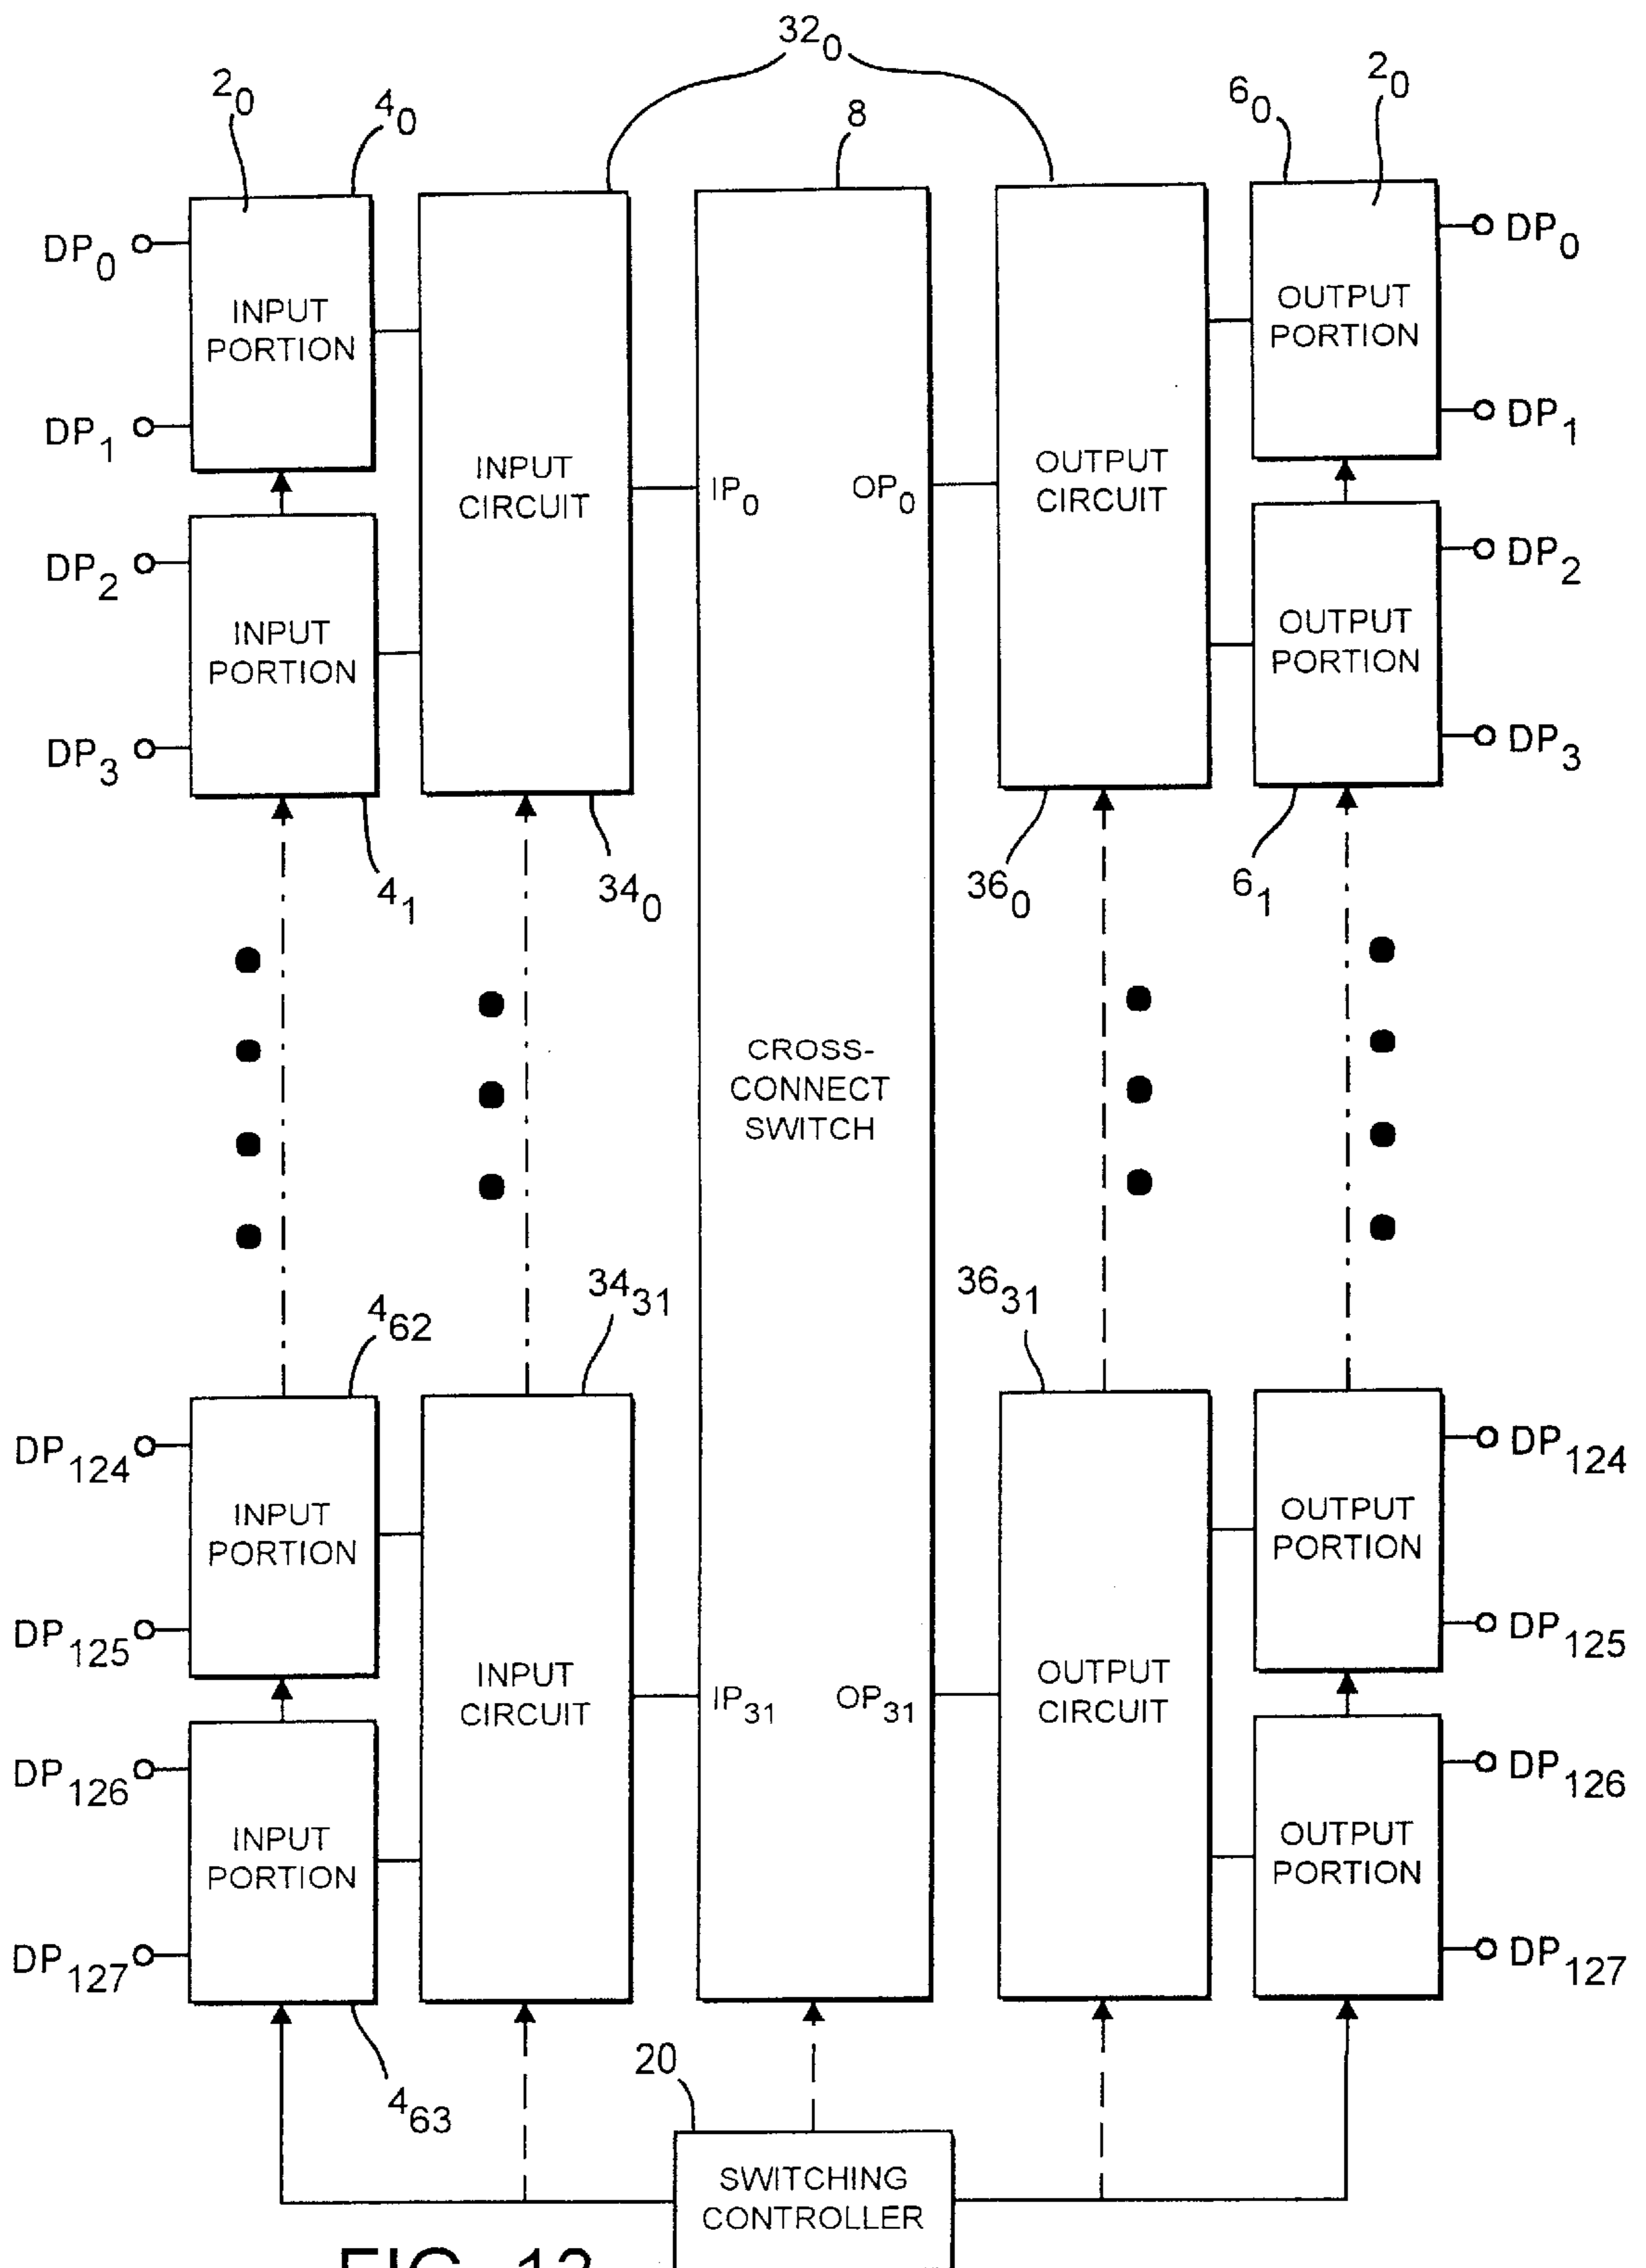 32₀
2₀ 4₀ 8 6₀ 2₀
DP₀ DP₀
INPUT PORTION
OUTPUT PORTION
DP₁ DP₁
INPUT CIRCUIT
IP₀ OP₀
OUTPUT CIRCUIT
DP₂ DP₂
INPUT PORTION
OUTPUT PORTION
DP₃ DP₃
4₁ 34₀ 36₀ 6₁
CROSS-
CONNECT
SWITCH
4₆₂ 34₃₁ 36₃₁
DP₁₂₄ DP₁₂₄
INPUT PORTION
OUTPUT PORTION
DP₁₂₅ DP₁₂₅
INPUT CIRCUIT
IP₃₁ OP₃₁
OUTPUT CIRCUIT
DP₁₂₆ DP₁₂₆
INPUT PORTION
OUTPUT PORTION
DP₁₂₇ DP₁₂₇
4₆₃ 20
SWITCHING
CONTROLLER
FIG.